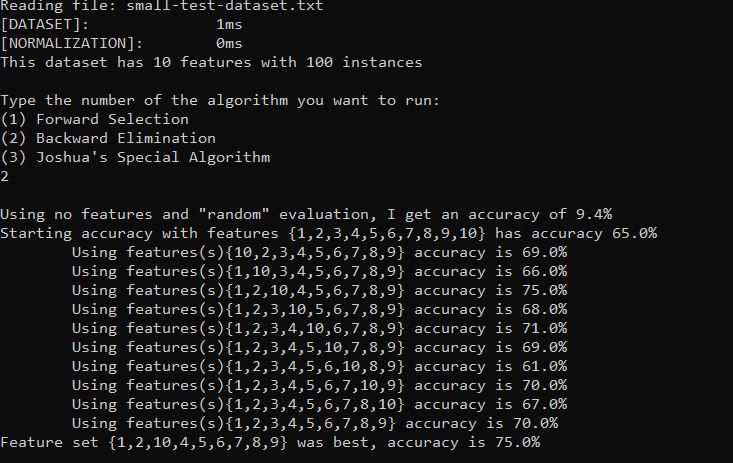 Reading file: small-test-dataset.txt
[DATASET]: 1ms
[NORMALIZATION]: 0ms
This dataset has 10 features with 100 instances
Type the number of the algorithm you want to run:
(1) Forward Selection
(2) Backward Elimination
(3) Joshua's Special Algorithm
2
Using no features and "random" evaluation, I get an accuracy of 9.4%
Starting accuracy with features {1,2,3,4,5,6,7,8,9,10} has accuracy 65.0%
Using features(s){10,2,3,4,5,6,7,8,9} accuracy is 69.0%
Using features(s){1,10,3,4,5,6,7,8,9} accuracy is 66.0%
Using features(s){1,2,10,4,5,6,7,8,9} accuracy is 75.0%
Using features(s){1,2,3,10,5,6,7,8,9} accuracy is 68.0%
Using features(s){1,2,3,4,10,6,7,8,9} accuracy is 71.0%
Using features(s){1,2,3,4,5,10,7,8,9} accuracy is 69.0%
Using features(s){1,2,3,4,5,6,10,8,9} accuracy is 61.0%
Using features(s){1,2,3,4,5,6,7,10,9} accuracy is 70.0%
Using features(s){1,2,3,4,5,6,7,8,10} accuracy is 67.0%
Using features(s){1,2,3,4,5,6,7,8,9} accuracy is 70.0%
Feature set {1,2,10,4,5,6,7,8,9} was best, accuracy is 75.0%